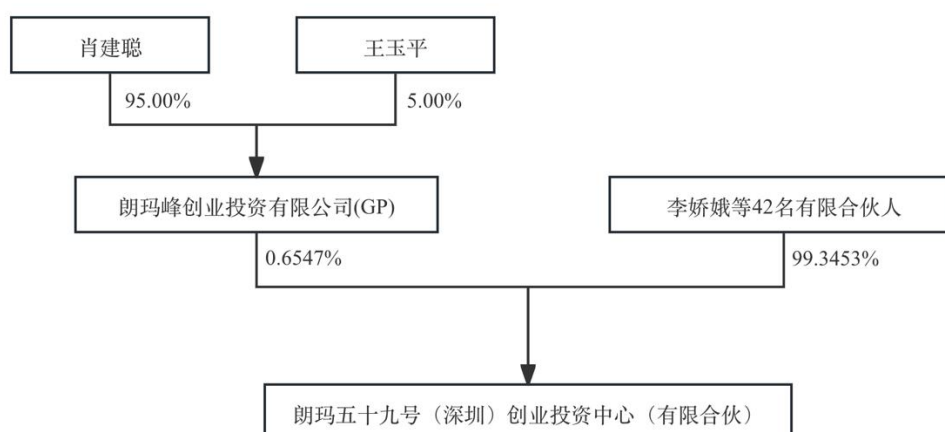 肖建聪
王玉平
95.00%
5.00%
朗玛峰创业投资有限公司(GP)
李娇娥等42名有限合伙人
0.6547%
99.3453%
朗玛五十九号（深圳）创业投资中心（有限合伙）